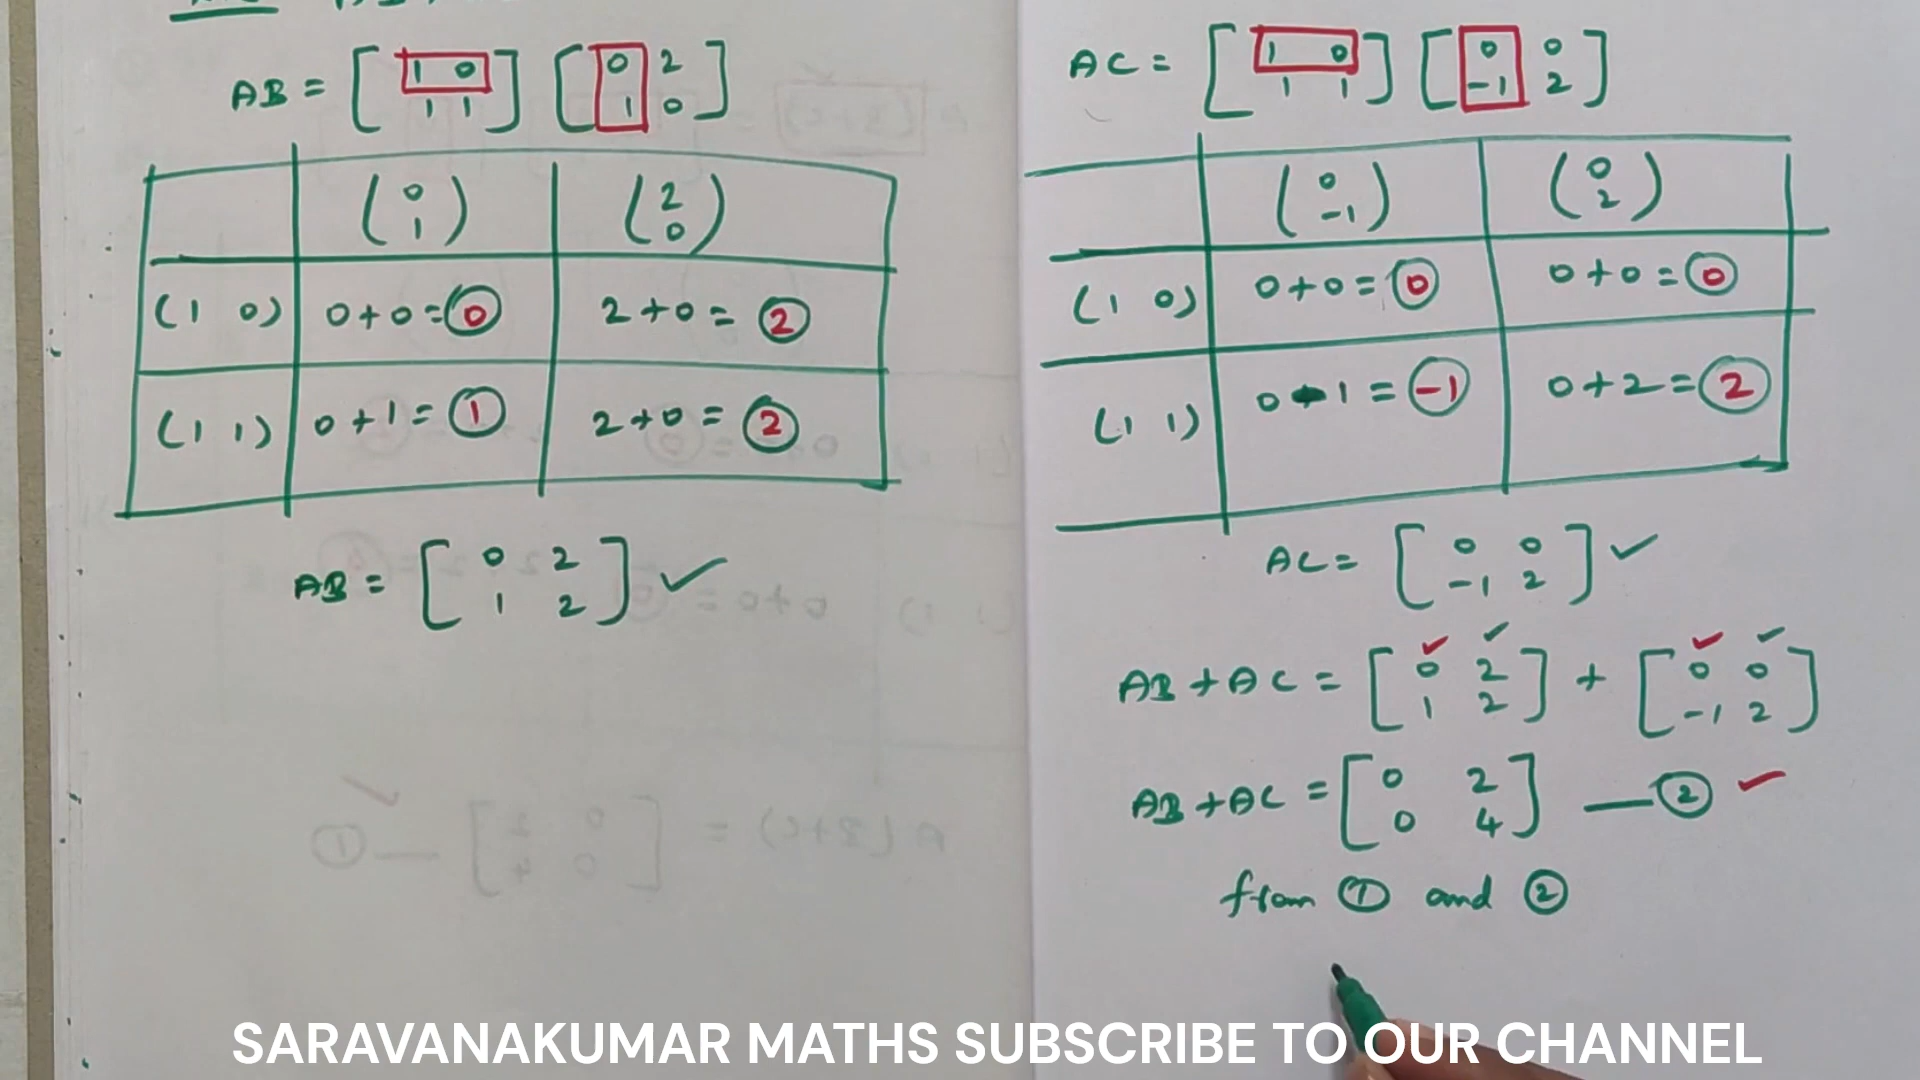 AB = [ 1 0 ] [ 0 2 ]
1 1 1 0
( 0 1 ) ( 2 0 )
(1 0) 0+0=0 2+0=2
(1 1) 0+1=1 2+0=2
AB = [ 0 2 ] ✓
1 2
AC = [ 1 0 ] [ 0 0 ]
1 1 -1 2
( 0 -1 ) ( 0 2 )
(1 0) 0+0=0 0+0=0
(1 1) 0-1=-1 0+2=2
AC = [ 0 0 ] ✓
-1 2
AB+AC = [ 0 2 ] + [ 0 0 ]
1 2 -1 2
AB+AC = [ 0 2 ] — ② ✓
0 4
from ① and ②
SARAVANAKUMAR MATHS SUBSCRIBE TO OUR CHANNEL